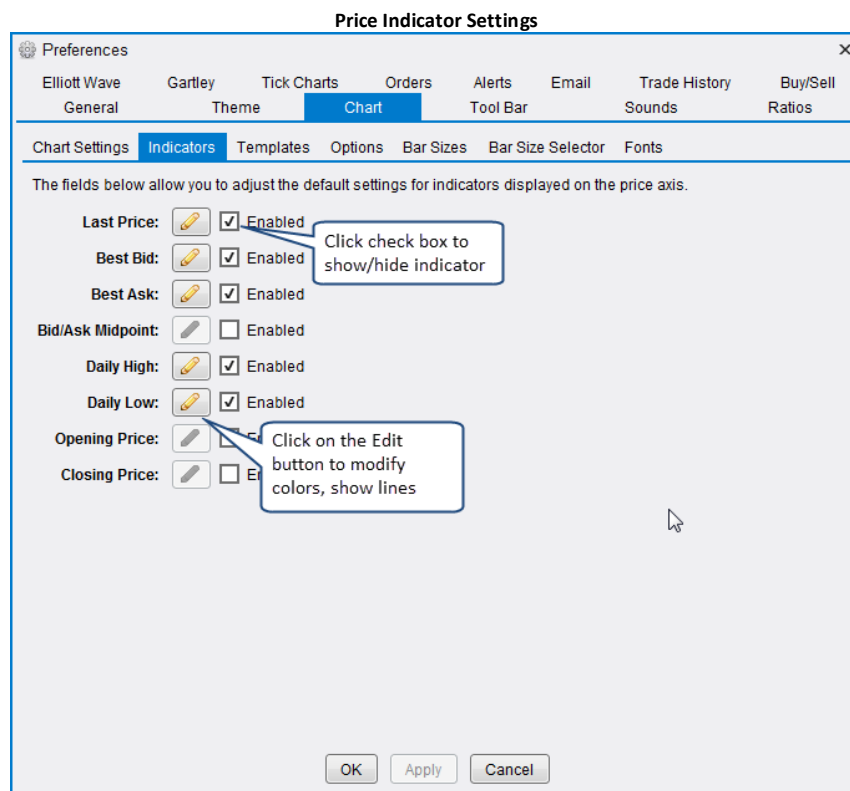 Price Indicator Settings
Preferences
Elliott Wave Gartley Tick Charts Orders Alerts Email Trade History Buy/Sell
General Theme Chart Tool Bar Sounds Ratios
Chart Settings Indicators Templates Options Bar Sizes Bar Size Selector Fonts
The fields below allow you to adjust the default settings for indicators displayed on the price axis.
Last Price: Enabled
Click check box to
show/hide indicator
Best Bid: Enabled
Best Ask: Enabled
Bid/Ask Midpoint: Enabled
Daily High: Enabled
Daily Low: Enabled
Opening Price:
Click on the Edit
button to modify
colors, show lines
Closing Price:
OK Apply Cancel